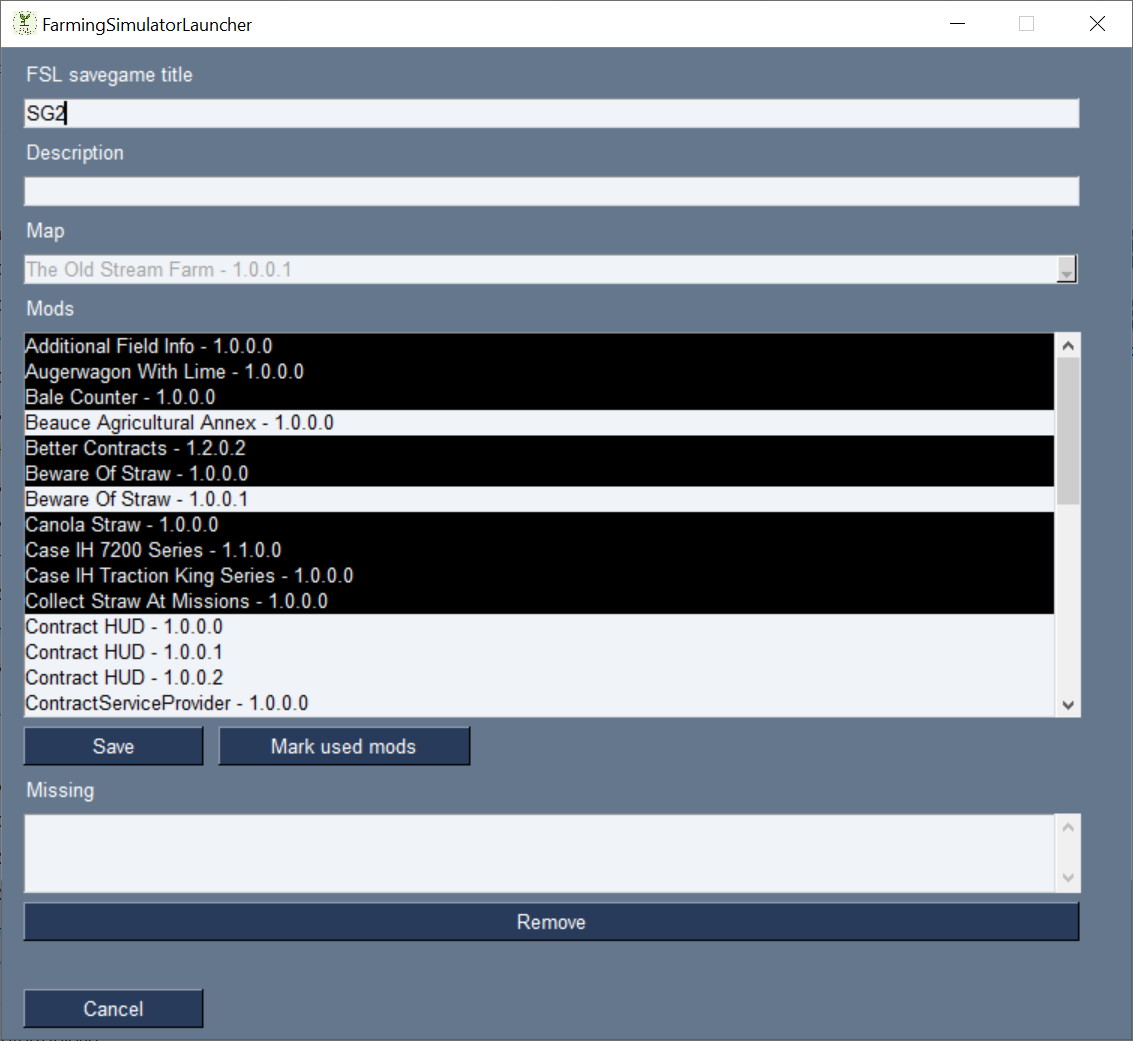 FarmingSimulatorLauncher
FSL savegame title
SG2
Description
Map
The Old Stream Farm - 1.0.0.1
Mods
Additional Field Info - 1.0.0.0
Augerwagon With Lime - 1.0.0.0
Bale Counter - 1.0.0.0
Beauce Agricultural Annex - 1.0.0.0
Better Contracts - 1.2.0.2
Beware Of Straw - 1.0.0.0
Beware Of Straw - 1.0.0.1
Canola Straw - 1.0.0.0
Case IH 7200 Series - 1.1.0.0
Case IH Traction King Series - 1.0.0.0
Collect Straw At Missions - 1.0.0.0
Contract HUD - 1.0.0.0
Contract HUD - 1.0.0.1
Contract HUD - 1.0.0.2
ContractServiceProvider - 1.0.0.0
Save Mark used mods
Missing
Remove
Cancel